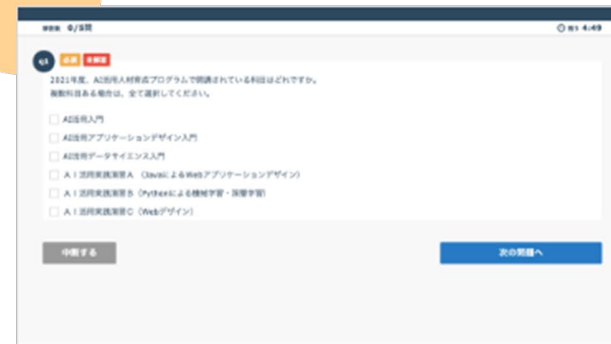 解答数 0/5問
残り 4:49
Q1 必須 未解答
2021年度、AI活用人材育成プログラムで開講されている科目はどれですか。
複数科目ある場合は、全て選択してください。
AI活用入門
AI活用アプリケーションデザイン入門
AI活用データサイエンス入門
AI活用実践演習A (JavaによるWebアプリケーションデザイン)
AI活用実践演習B (Pythonによる機械学習・深層学習)
AI活用実践演習C (Webデザイン)
中断する
次の問題へ